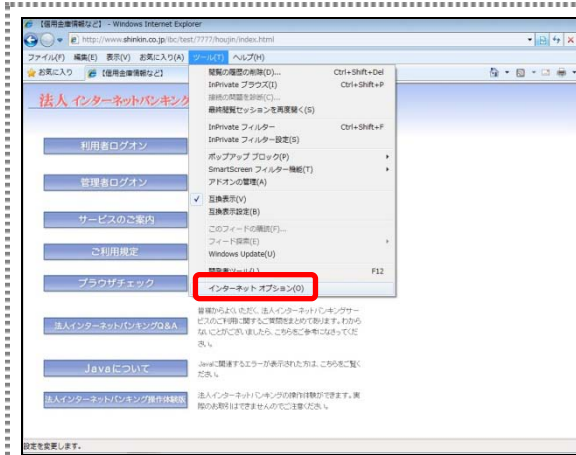 【信用金庫情報など】 - Windows Internet Explorer
http://www.shinkin.co.jp/ibc/test/7777/houjin/index.html
ファイル(F) 編集(E) 表示(V) お気に入り(A) ツール(T) ヘルプ(H)
お気に入り 【信用金庫情報など】
閲覧の履歴の削除(D)... Ctrl+Shift+Del
InPrivate ブラウズ(I) Ctrl+Shift+P
接続の問題を診断(C)...
最終閲覧セッションを再度開く(S)
InPrivate フィルター Ctrl+Shift+F
InPrivate フィルター設定(S)
ポップアップ ブロック(P)
SmartScreen フィルター機能(T)
アドオンの管理(A)
互換表示(V)
互換表示設定(B)
このフィードの購読(F)...
フィード探索(E)
Windows Update(U)
開発者ツール(L) F12
インターネット オプション(O)
法人インターネットバンキング
利用者ログオン
管理者ログオン
サービスのご案内
ご利用規定
ブラウザチェック
法人インターネットバンキングQ&A
皆様からよくいただく、法人インターネットバンキングサー
ビスのご利用に関するご質問をまとめております。わから
ないことがございましたら、こちらをご参考になさってくだ
さい。
Javaについて
Javaに関連するエラーが表示された方は、こちらをご覧く
ださい。
法人インターネットバンキング操作体験版
法人インターネットバンキングの操作体験ができます。実
際のお取引はできませんのでご注意ください。
設定を変更します。